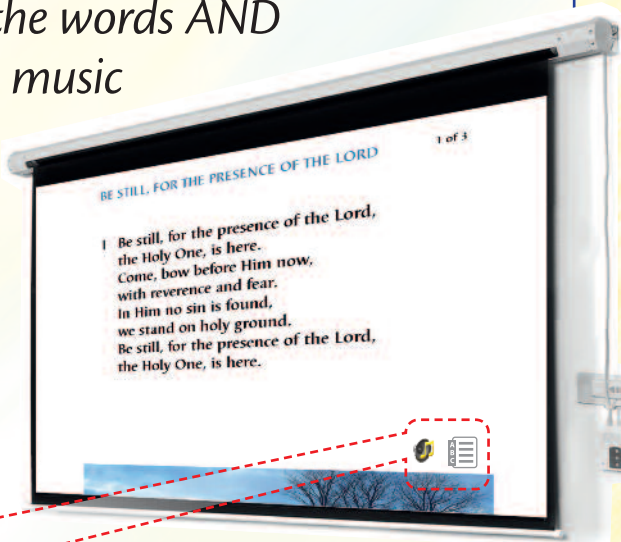 the words AND
music
BE STILL, FOR THE PRESENCE OF THE LORD
1 of 3
1 Be still, for the presence of the Lord,
the Holy One, is here.
Come, bow before Him now,
with reverence and fear.
In Him no sin is found,
we stand on holy ground.
Be still, for the presence of the Lord,
the Holy One, is here.
A
B
C